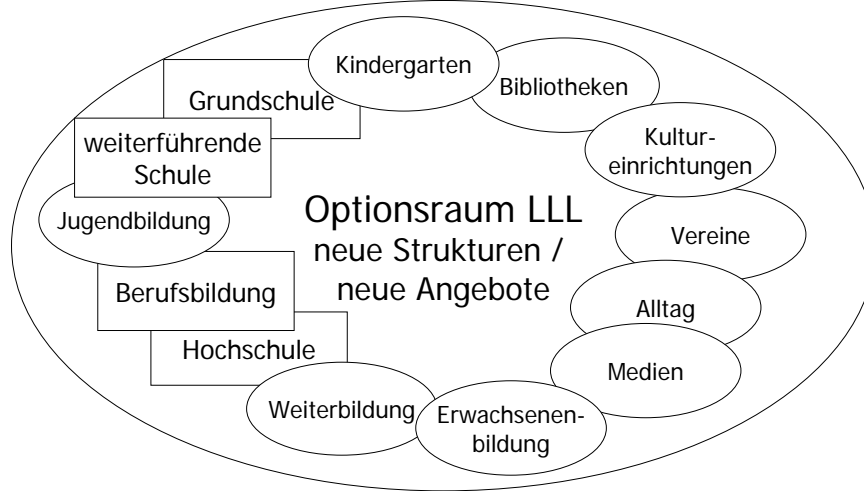 Kindergarten
Bibliotheken
Grundschule
Kultur-
einrichtungen
weiterführende
Schule
Jugendbildung
Optionsraum LLL
neue Strukturen /
neue Angebote
Vereine
Berufsbildung
Alltag
Hochschule
Medien
Weiterbildung
Erwachsenen-
bildung